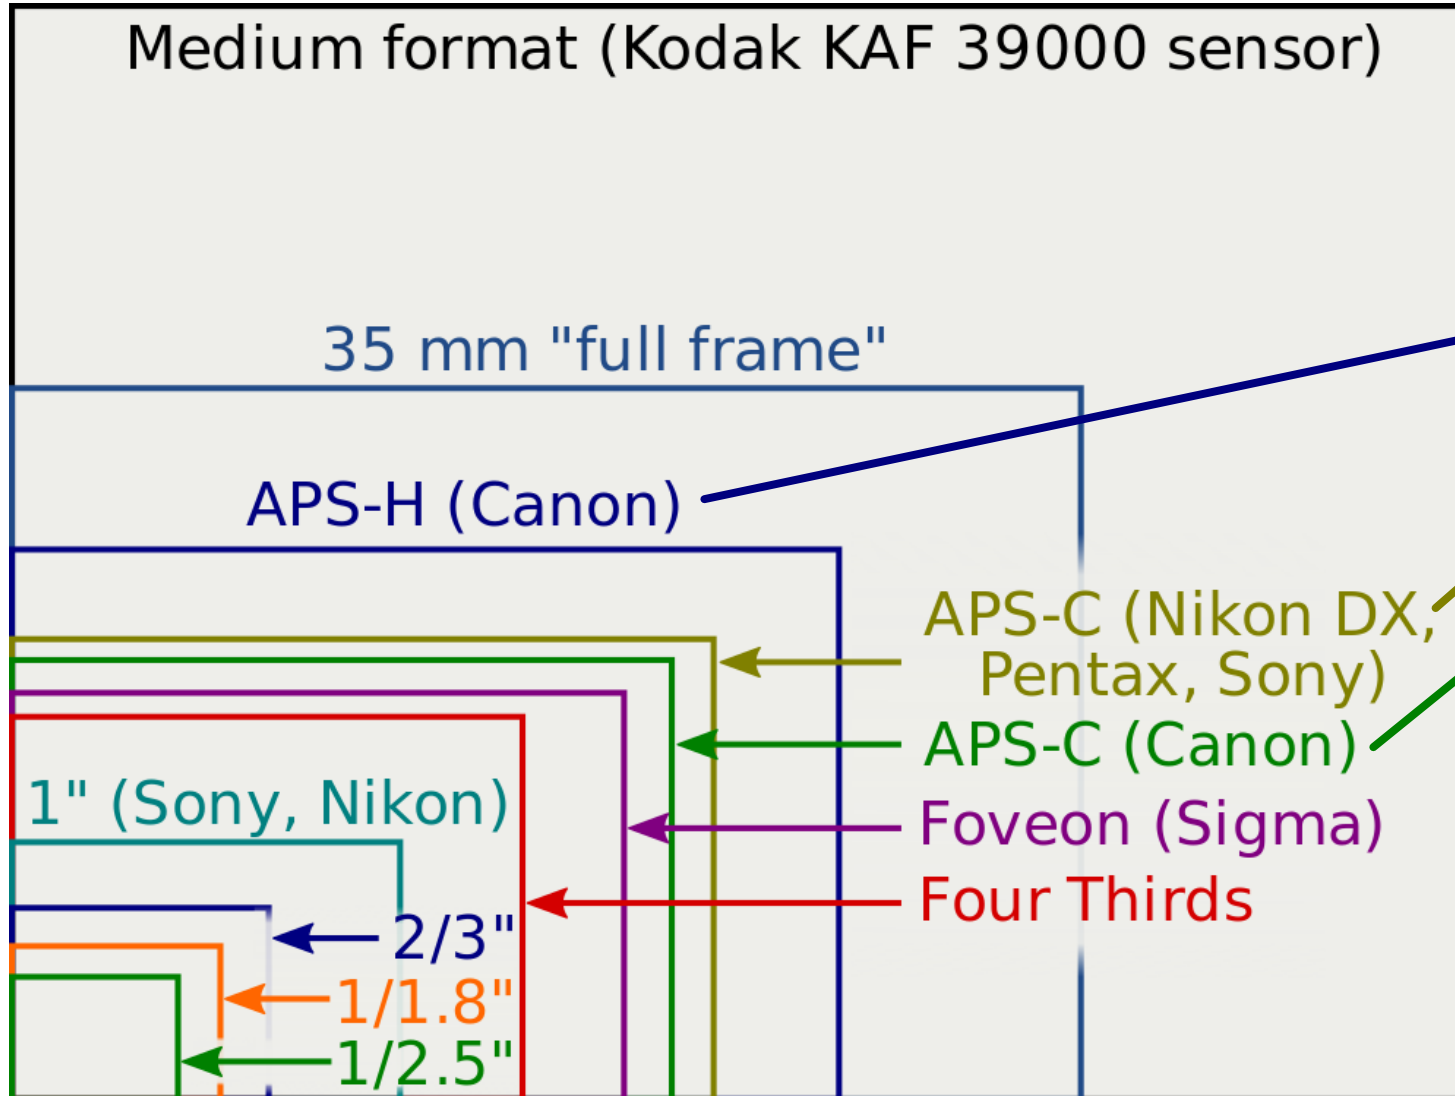 Medium format (Kodak KAF 39000 sensor)
35 mm "full frame"
APS-H (Canon)
APS-C (Nikon DX,
Pentax, Sony)
APS-C (Canon)
1" (Sony, Nikon)
Foveon (Sigma)
Four Thirds
2/3"
1/1.8"
1/2.5"